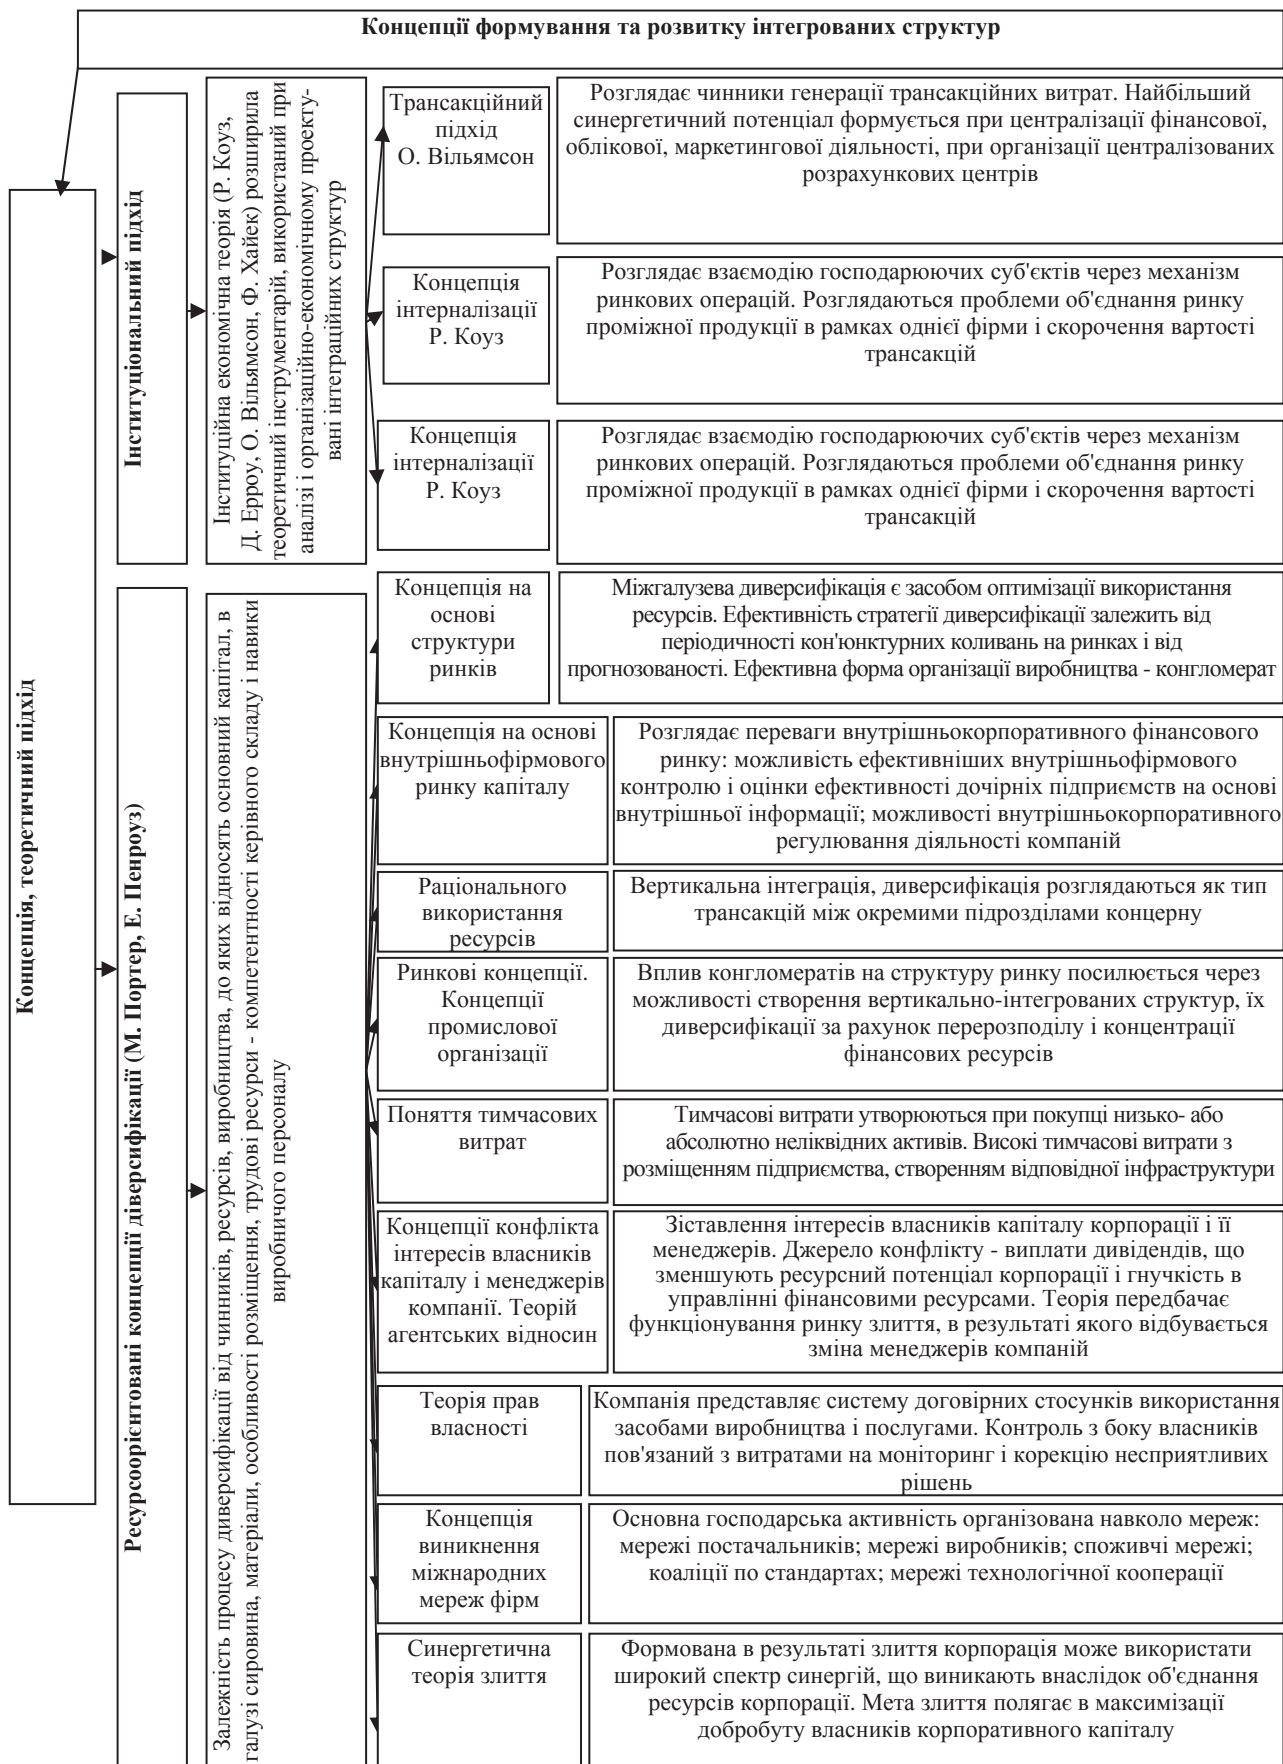 Концепції формування та розвитку інтегрованих структур
Концепція, теоретичний підхід
Інституціональний підхід
Інституційна економічна теорія (Р. Коуз,
Д. Ерроу, О. Вільямсон, Ф. Хайек) розширила
теоретичний інструментарій, використаний при
аналізі і організаційно-економічному проекту-
вані інтеграційних структур
Трансакційний
підхід
О. Вільямсон
Розглядає чинники генерації трансакційних витрат. Найбільший
синергетичний потенціал формується при централізації фінансової,
облікової, маркетингової діяльності, при організації централізованих
розрахункових центрів
Концепція
інтерналізації
Р. Коуз
Розглядає взаємодію господарюючих суб'єктів через механізм
ринкових операцій. Розглядаються проблеми об'єднання ринку
проміжної продукції в рамках однієї фірми і скорочення вартості
трансакцій
Концепція
інтерналізації
Р. Коуз
Розглядає взаємодію господарюючих суб'єктів через механізм
ринкових операцій. Розглядаються проблеми об'єднання ринку
проміжної продукції в рамках однієї фірми і скорочення вартості
трансакцій
Ресурсоорієнтовані концепції діверсифікації (М. Портер, Е. Пенроуз)
Залежність процесу диверсифікації від чинників, ресурсів, виробництва, до яких відносять основний капітал, в
галузі сировина, матеріали, особливості розміщення, трудові ресурси - компетентності керівного складу і навики
виробничого персоналу
Концепція на
основі
структури
ринків
Міжгалузева диверсифікація є засобом оптимізації використання
ресурсів. Ефективність стратегії диверсифікації залежить від
періодичності кон'юнктурних коливань на ринках і від
прогнозованості. Ефективна форма організації виробництва - конгломерат
Концепція на основі
внутрішньофірмового
ринку капіталу
Розглядає переваги внутрішньокорпоративного фінансового
ринку: можливість ефективніших внутрішньофірмового
контролю і оцінки ефективності дочірніх підприємств на основі
внутрішньої інформації; можливості внутрішньокорпоративного
регулювання діяльності компаній
Раціонального
використання
ресурсів
Вертикальна інтеграція, диверсифікація розглядаються як тип
трансакцій між окремими підрозділами концерну
Ринкові концепції.
Концепції
промислової
організації
Вплив конгломератів на структуру ринку посилюється через
можливості створення вертикально-інтегрованих структур, їх
диверсифікації за рахунок перерозподілу і концентрації
фінансових ресурсів
Поняття тимчасових
витрат
Тимчасові витрати утворюються при покупці низько- або
абсолютно неліквідних активів. Високі тимчасові витрати з
розміщенням підприємства, створенням відповідної інфраструктури
Концепції конфлікта
інтересів власників
капіталу і менеджерів
компанії. Теорій
агентських відносин
Зіставлення інтересів власників капіталу корпорації і її
менеджерів. Джерело конфлікту - виплати дивідендів, що
зменшують ресурсний потенціал корпорації і гнучкість в
управлінні фінансовими ресурсами. Теорія передбачає
функціонування ринку злиття, в результаті якого відбувається
зміна менеджерів компаній
Теорія прав
власності
Компанія представляє систему договірних стосунків використання
засобами виробництва і послугами. Контроль з боку власників
пов'язаний з витратами на моніторинг і корекцію несприятливих
рішень
Концепція
виникнення
міжнародних
мереж фірм
Основна господарська активність організована навколо мереж:
мережі постачальників; мережі виробників; споживчі мережі;
коаліції по стандартах; мережі технологічної кооперації
Синергетична
теорія злиття
Формована в результаті злиття корпорація може використати
широкий спектр синергій, що виникають внаслідок об'єднання
ресурсів корпорації. Мета злиття полягає в максимізації
добробуту власників корпоративного капіталу